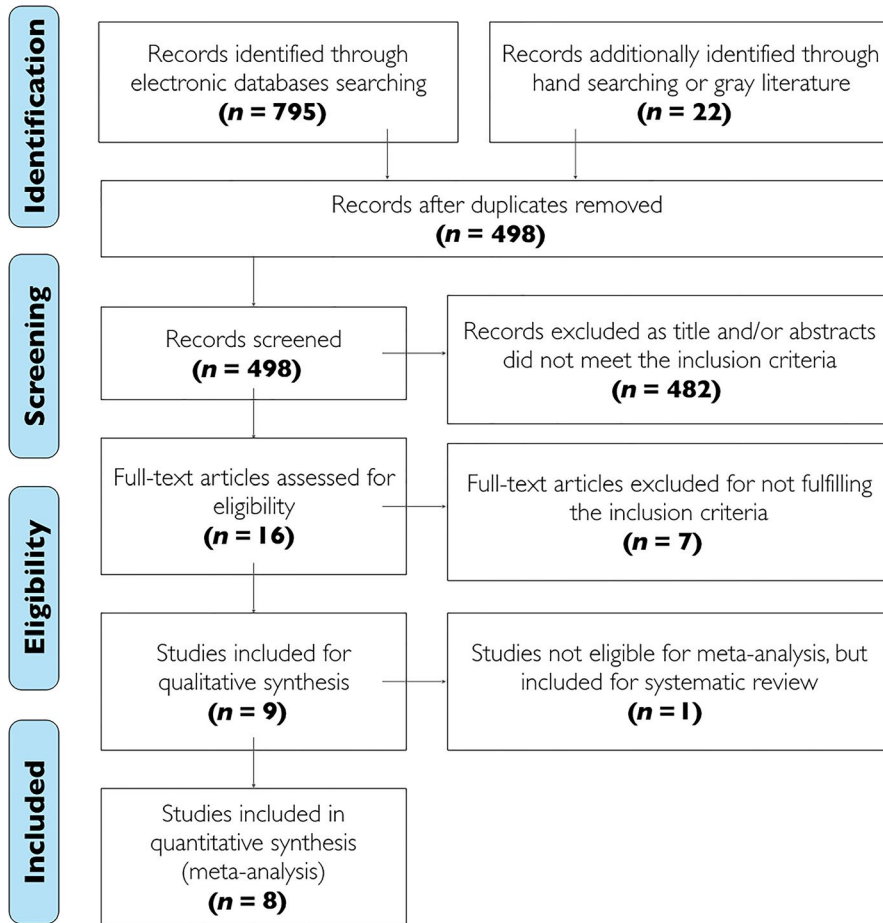 Identification
Records identified through
electronic databases searching
(n = 795)
Records additionally identified through
hand searching or gray literature
(n = 22)
Records after duplicates removed
(n = 498)
Screening
Records screened
(n = 498)
Records excluded as title and/or abstracts
did not meet the inclusion criteria
(n = 482)
Eligibility
Full-text articles assessed for
eligibility
(n = 16)
Full-text articles excluded for not fulfilling
the inclusion criteria
(n = 7)
Studies included for
qualitative synthesis
(n = 9)
Studies not eligible for meta-analysis, but
included for systematic review
(n = 1)
Included
Studies included in
quantitative synthesis
(meta-analysis)
(n = 8)